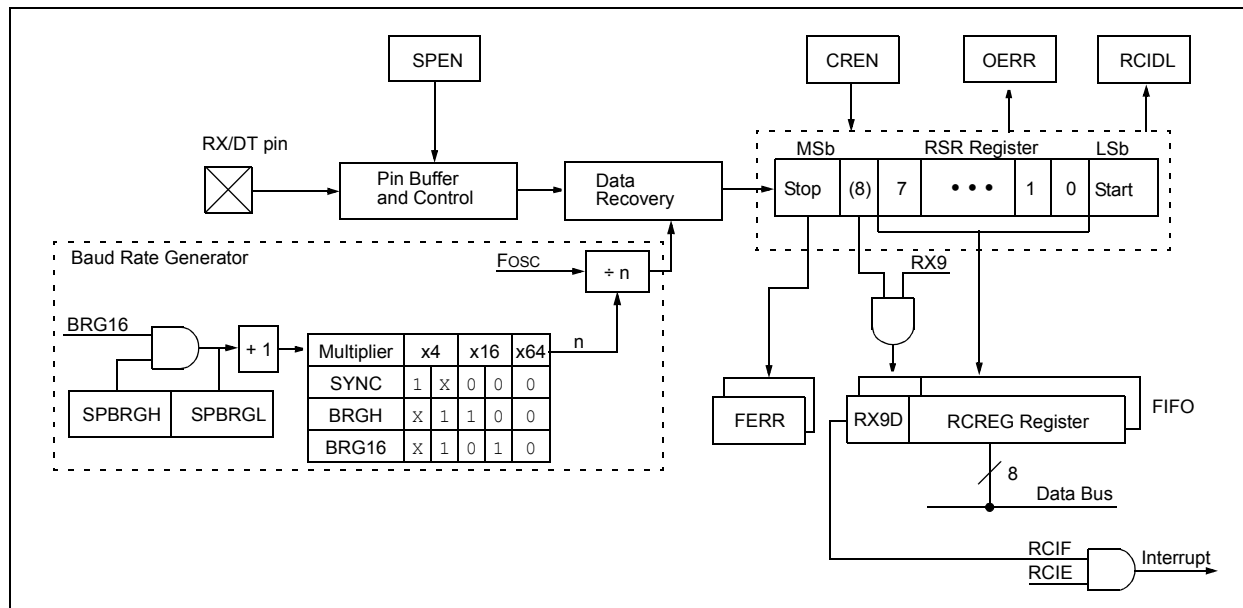 SPEN
CREN
OERR
RCIDL
RX/DT pin
Pin Buffer
and Control
Data
Recovery
MSb
RSR Register
LSb
Stop
(8)
7
• • •
1
0
Start
Baud Rate Generator
FOSC
÷ n
RX9
BRG16
+ 1
n
SPBRGH
SPBRGL
Multiplier x4 x16 x64
SYNC 1 X 0 0 0
BRGH X 1 1 0 0
BRG16 X 1 0 1 0
FERR
RX9D
RCREG Register
FIFO
8
Data Bus
RCIF
RCIE
Interrupt